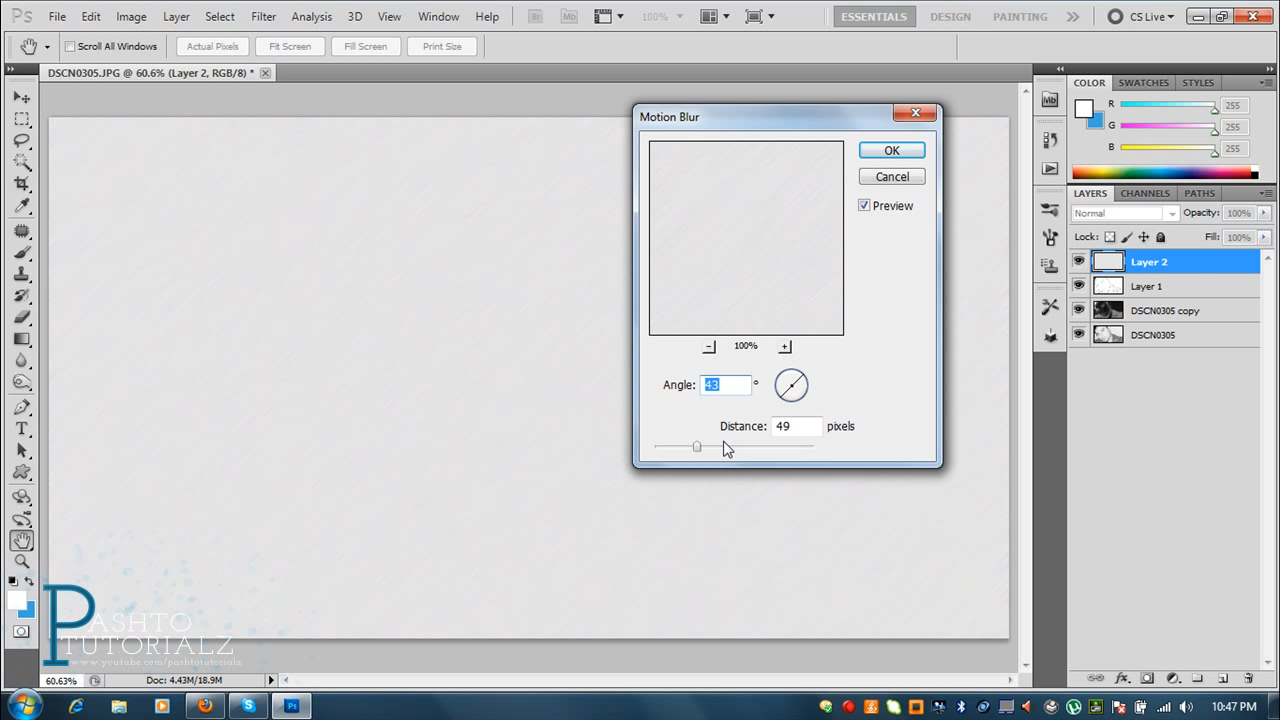 Ps File Edit Image Layer Select Filter Analysis 3D View Window Help Br Mb 100% ESSENTIALS DESIGN PAINTING CS Live
Scroll All Windows Actual Pixels Fit Screen Fill Screen Print Size
DSCN0305.JPG @ 60.6% (Layer 2, RGB/8) *
COLOR SWATCHES STYLES
Mb
R 255
G 255
B 255
Motion Blur
OK
Cancel
Preview
100%
Angle: 43 °
Distance: 49 pixels
LAYERS CHANNELS PATHS
Normal Opacity: 100%
Lock: Fill: 100%
Layer 2
Layer 1
DSCN0305 copy
DSCN0305
PASHTO
TUTORIALZ
www.youtube.com/pashtotutorials
60.63% Doc: 4.43M/18.9M
10:47 PM